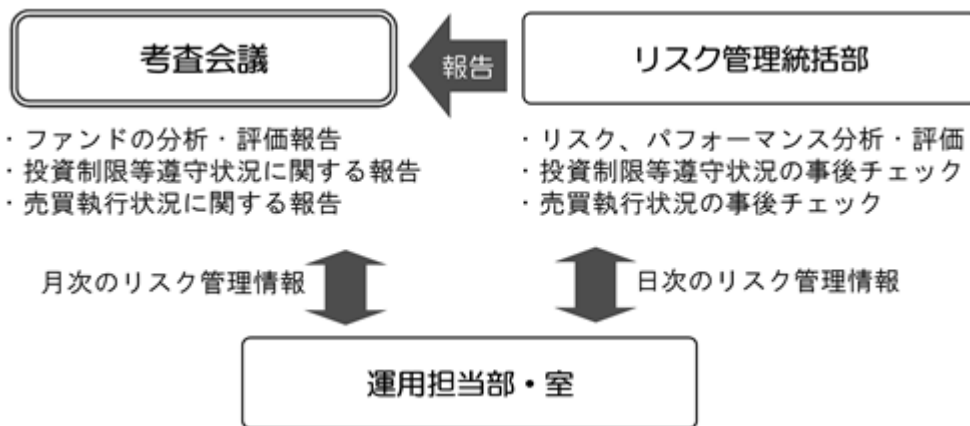 考査会議
報告
リスク管理統括部
・ファンドの分析・評価報告
・投資制限等遵守状況に関する報告
・売買執行状況に関する報告
・リスク、パフォーマンス分析・評価
・投資制限等遵守状況の事後チェック
・売買執行状況の事後チェック
月次のリスク管理情報
日次のリスク管理情報
運用担当部・室